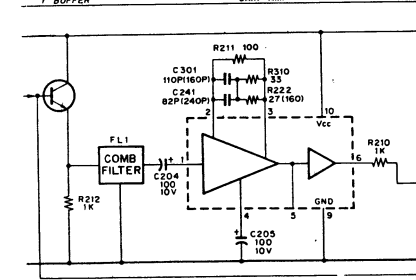 Y BUFFER
R211 100
C301
110P(160P)
R310
33
C241
82P(240P)
R222
27(160)
2
3
10
Vcc
FL1
COMB
FILTER
+
1
C204
100
10V
6
R210
1K
R212
1K
GND
4
5
9
+
C205
100
10V